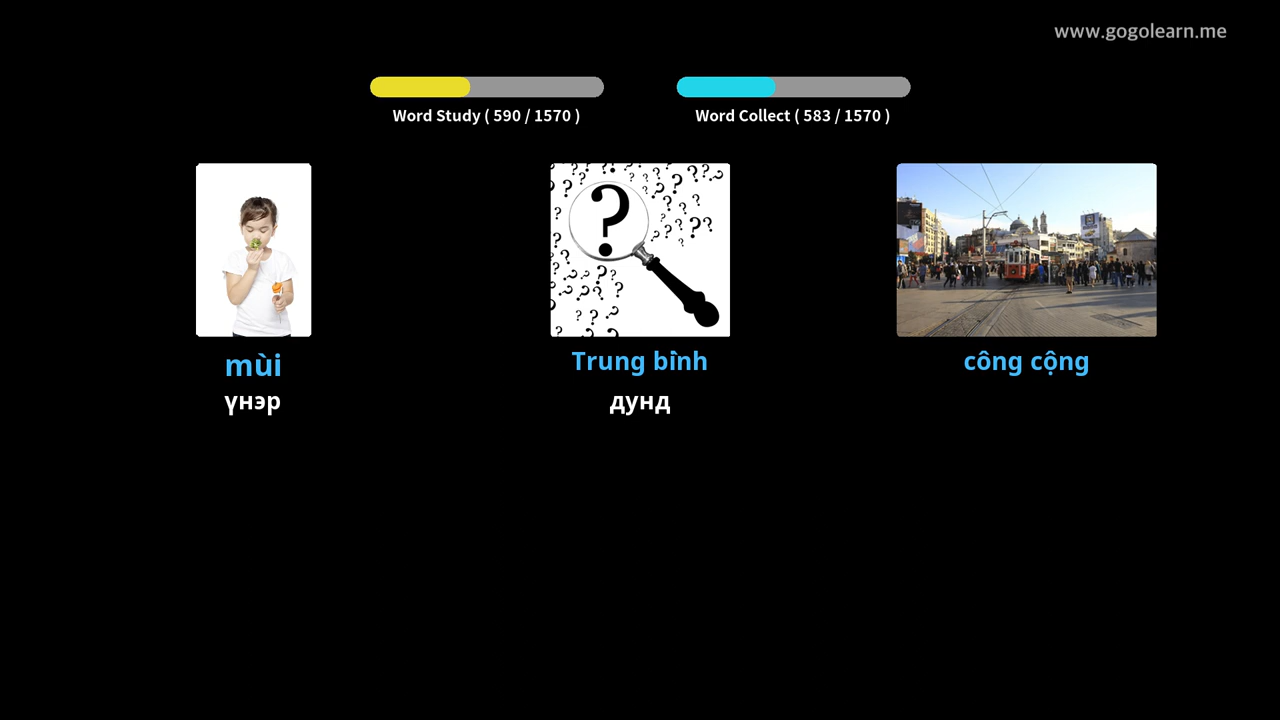 www.gogolearn.me
Word Study ( 590 / 1570 )
Word Collect ( 583 / 1570 )
mùi
Trung bình
công cộng
үнэр
дунд